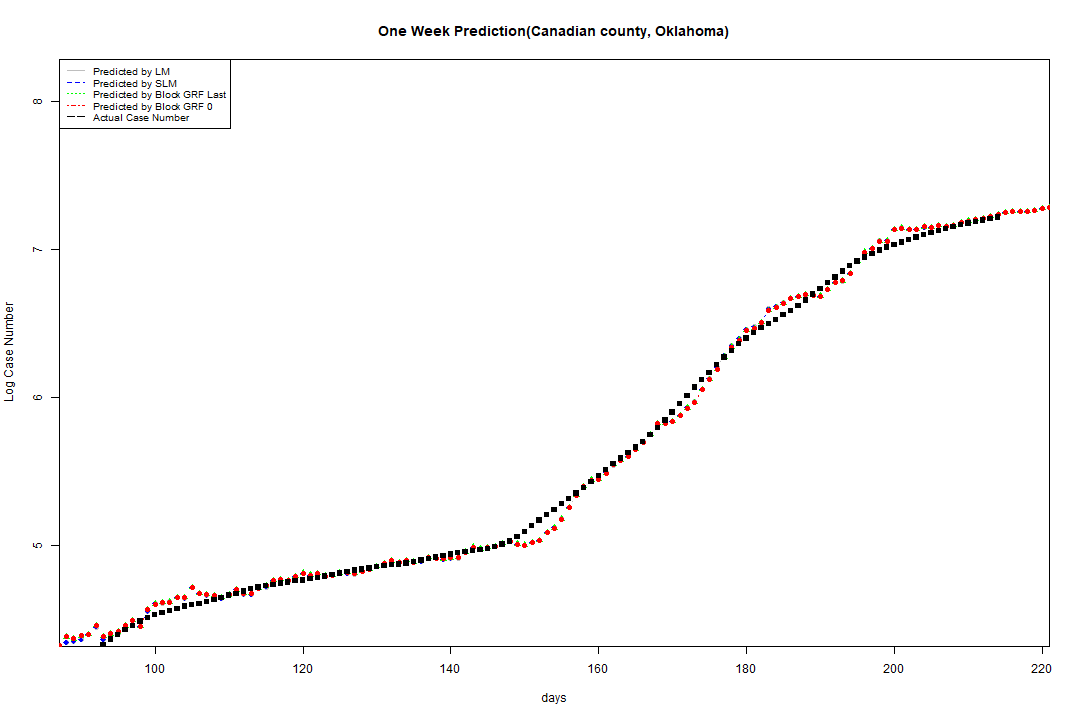 One Week Prediction(Canadian county, Oklahoma)
Predicted by LM
Predicted by SLM
Predicted by Block GRF Last
Predicted by Block GRF 0
Actual Case Number
8
7
6
5
Log Case Number
100 120 140 160 180 200 220
days